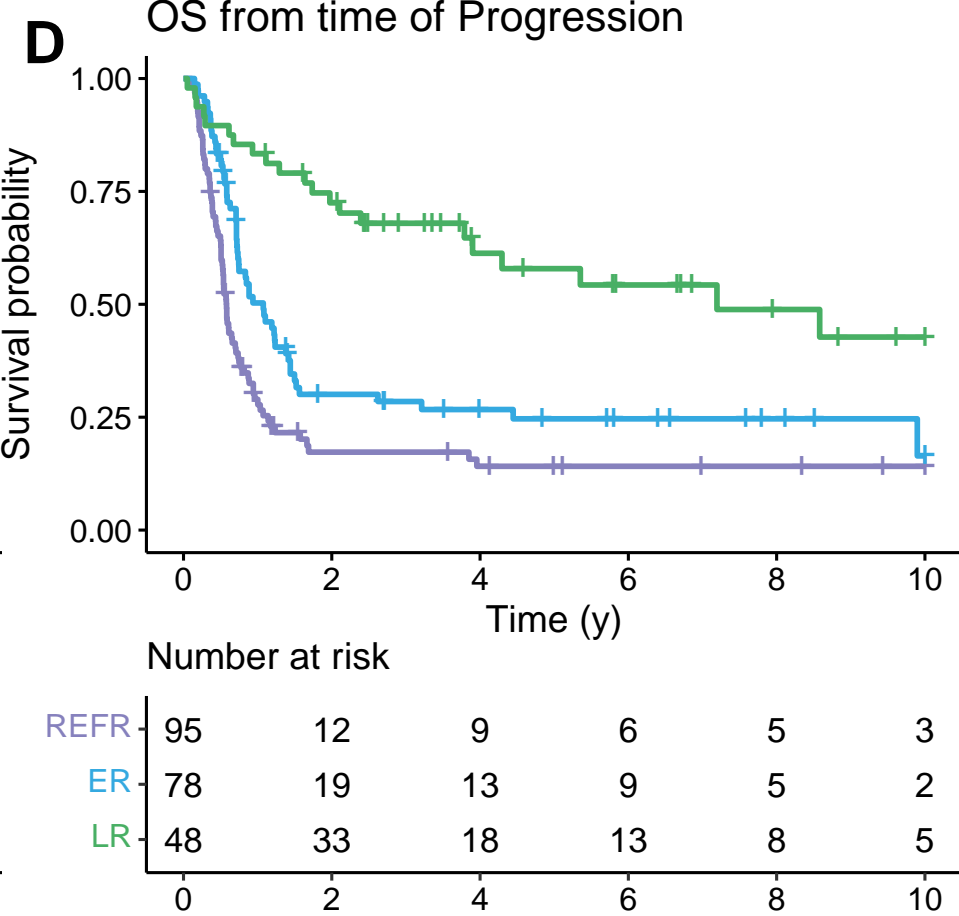 D
OS from time of Progression
Survival probability
1.00
0.75
0.50
0.25
0.00
0 2 4 6 8 10
Time (y)
Number at risk
REFR 95 12 9 6 5 3
ER 78 19 13 9 5 2
LR 48 33 18 13 8 5
0 2 4 6 8 10